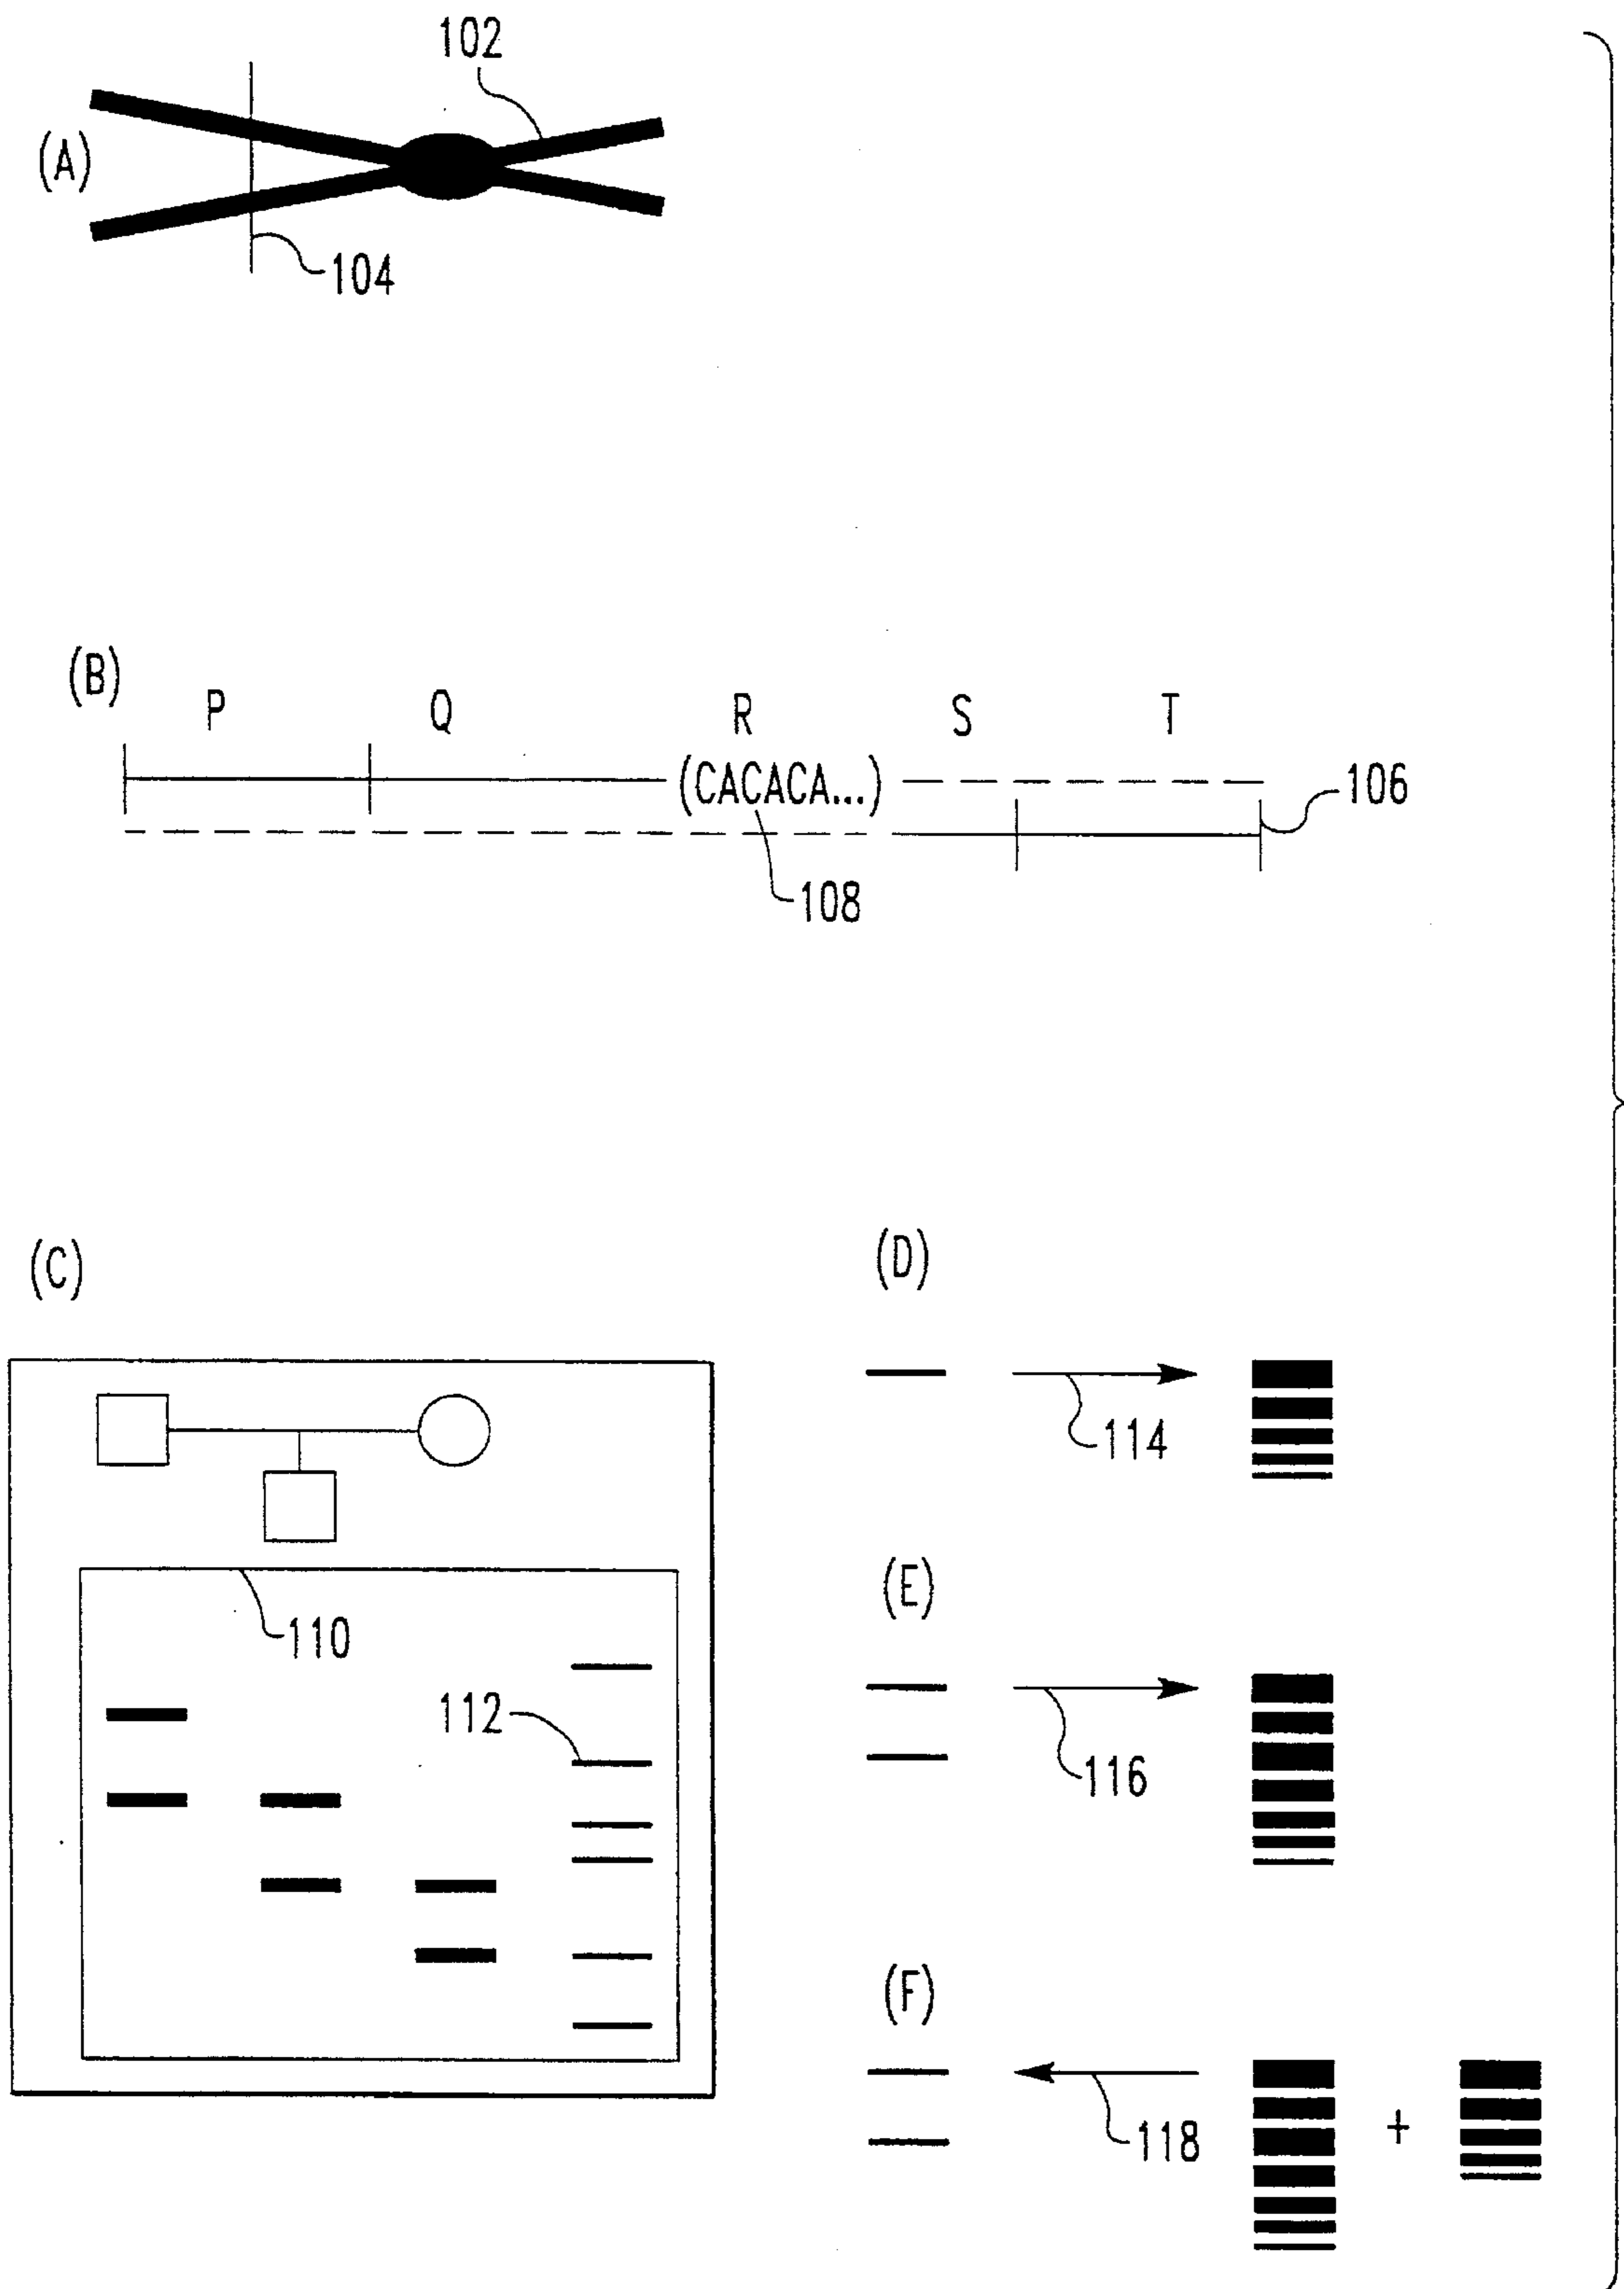 102
(A)
104
(B)
P Q R S T
(CACACA...)
106
108
(C)
(D)
114
(E)
110
112
116
(F)
118
+